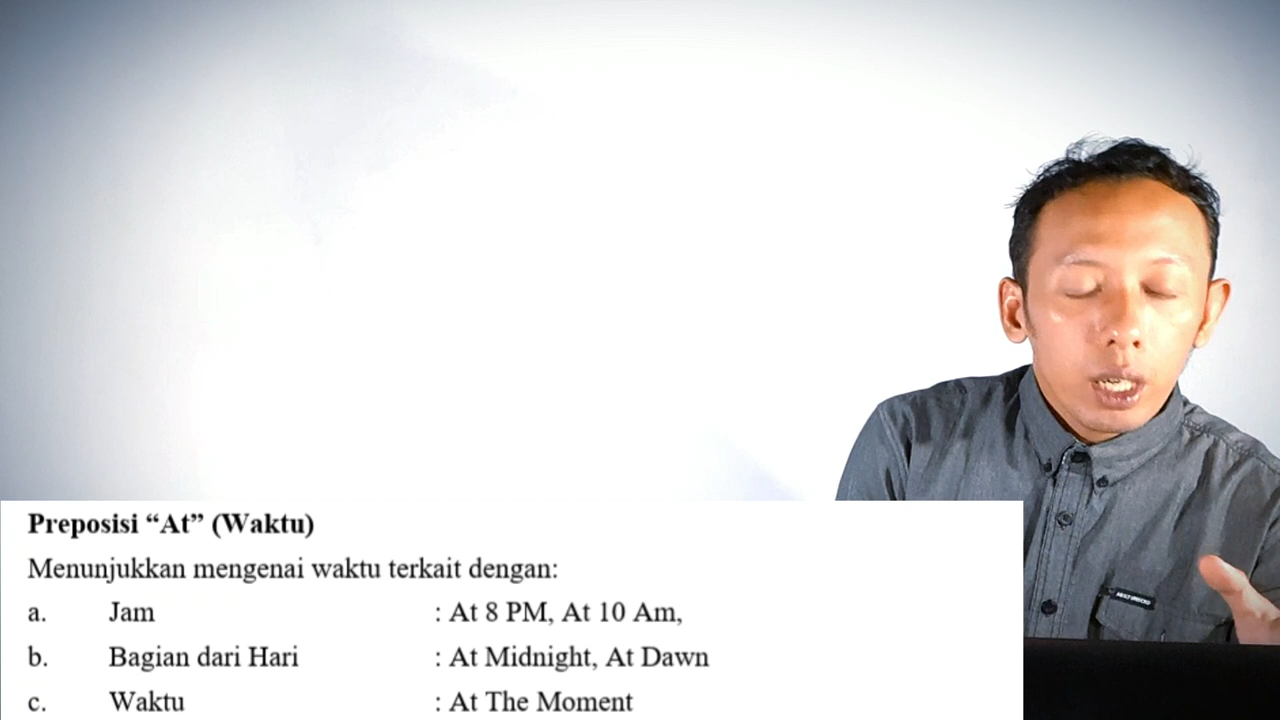 Preposisi “At” (Waktu)
Menunjukkan mengenai waktu terkait dengan:
a. Jam : At 8 PM, At 10 Am,
b. Bagian dari Hari : At Midnight, At Dawn
c. Waktu : At The Moment